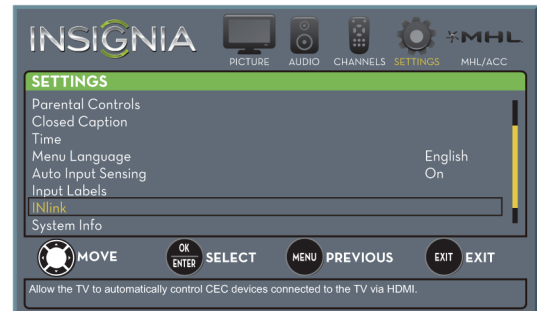 INSIGNIA
PICTURE AUDIO CHANNELS SETTINGS MHL MHL/ACC
SETTINGS
Parental Controls
Closed Caption
Time
Menu Language English
Auto Input Sensing On
Input Labels
INlink
System Info
MOVE OK ENTER SELECT MENU PREVIOUS EXIT EXIT
Allow the TV to automatically control CEC devices connected to the TV via HDMI.